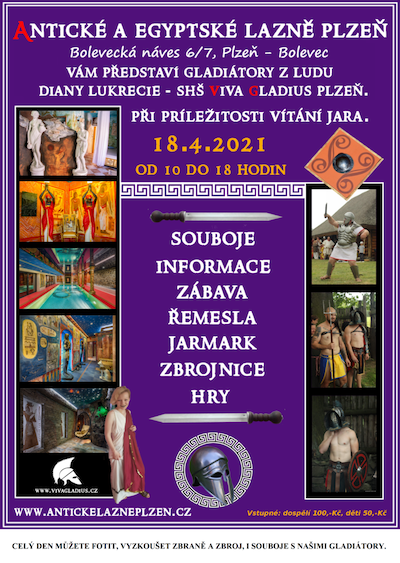 ANTICKÉ A EGYPTSKÉ LAZNĚ PLZEŇ
Bolevecká náves 6/7, Plzeň - Bolevec
VÁM PŘEDSTAVÍ GLADIÁTORY Z LUDU
DIANY LUKRECIE - SHŠ VIVA GLADIUS PLZEŇ.
PŘI PRÍLEŽITOSTI VÍTÁNÍ JARA.
18.4.2021
OD 10 DO 18 HODIN
SOUBOJE
INFORMACE
ZÁBAVA
ŘEMESLA
JARMARK
ZBROJNICE
HRY
WWW.VIVAGLADIUS.CZ
WWW.ANTICKELAZNEPLZEN.CZ
Vstupné: dospělí 100,-Kč, děti 50,-Kč
CELÝ DEN MŮŽETE FOTIT, VYZKOUŠET ZBRANĚ A ZBROJ, I SOUBOJE S NAŠIMI GLADIÁTORY.